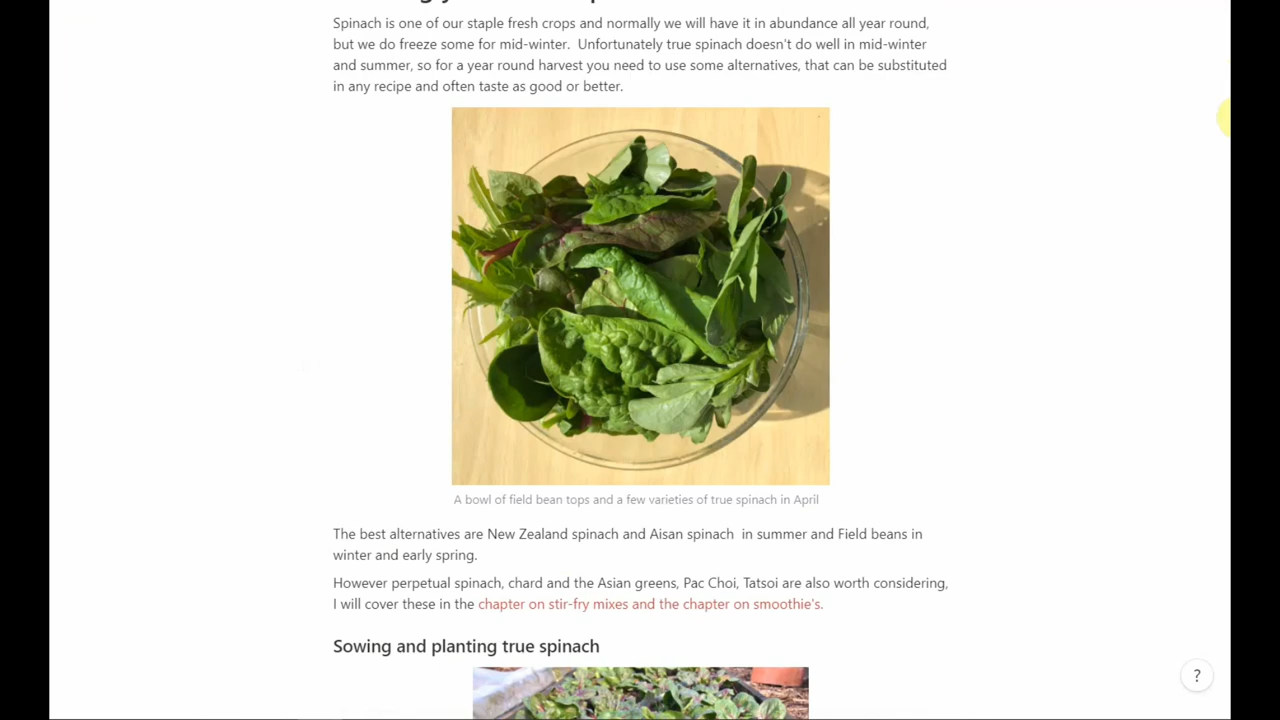 Spinach is one of our staple fresh crops and normally we will have it in abundance all year round,
but we do freeze some for mid-winter. Unfortunately true spinach doesn't do well in mid-winter
and summer, so for a year round harvest you need to use some alternatives, that can be substituted
in any recipe and often taste as good or better.
A bowl of field bean tops and a few varieties of true spinach in April
The best alternatives are New Zealand spinach and Aisan spinach in summer and Field beans in
winter and early spring.
However perpetual spinach, chard and the Asian greens, Pac Choi, Tatsoi are also worth considering,
I will cover these in the chapter on stir-fry mixes and the chapter on smoothie's.
Sowing and planting true spinach
?